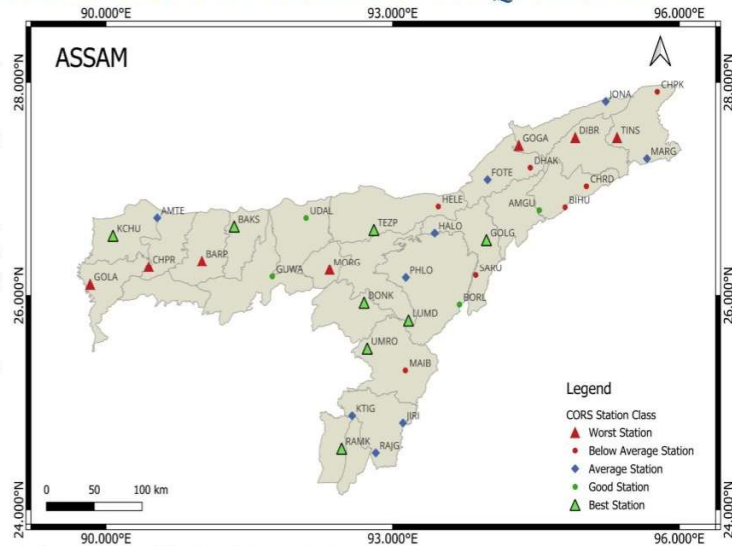 90.000°E 93.000°E 96.000°E
ASSAM
28.000°N 28.000°N
CHPK
JONA
GOGA DIBR TINS
MARG
DHAK
FOTE
CHRD
AMGU BIHU
HELE
UDAL
AMTE
BAKS
KCHU
TEZP
HALO GOLG
CHPR BARP
MORG
GUWA
GOLA
PHLO SARU
26.000°N 26.000°N
DONK BORL
LUMD
UMRO
MAIB
KTIG JIRI
RAMK RAJG
Legend
CORS Station Class
Worst Station
Below Average Station
Average Station
Good Station
Best Station
0 50 100 km
24.000°N 24.000°N
90.000°E 93.000°E 96.000°E